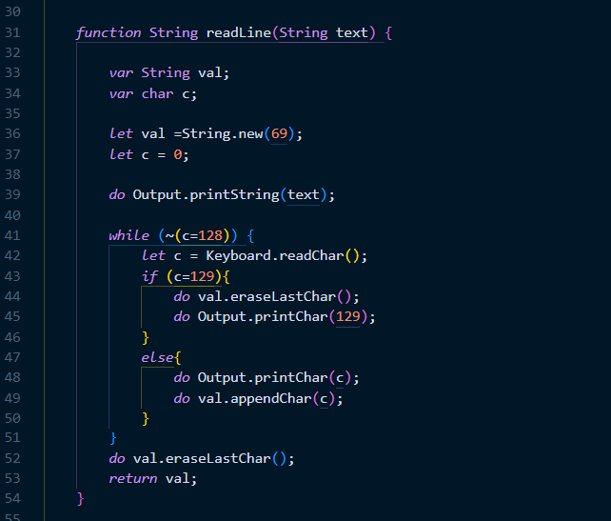 30
31 function String readLine(String text) {
32
33 var String val;
34 var char c;
35
36 let val =String.new(69);
37 let c = 0;
38
39 do Output.printString(text);
40
41 while (~(c=128)) {
42 let c = Keyboard.readChar();
43 if (c=129){
44 do val.eraseLastChar();
45 do Output.printChar(129);
46 }
47 else{
48 do Output.printChar(c);
49 do val.appendChar(c);
50 }
51 }
52 do val.eraseLastChar();
53 return val;
54 }
55